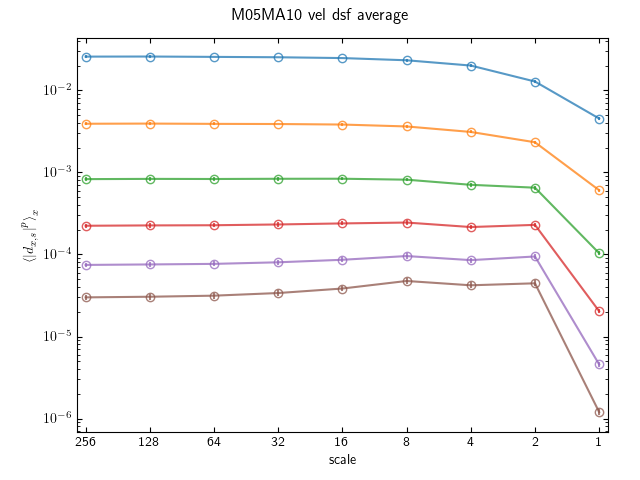 M05MA10 vel dsf average
10⁻²
10⁻³
10⁻⁴
10⁻⁵
10⁻⁶
⟨|d_{x,s}|^p⟩_x
256 128 64 32 16 8 4 2 1
scale